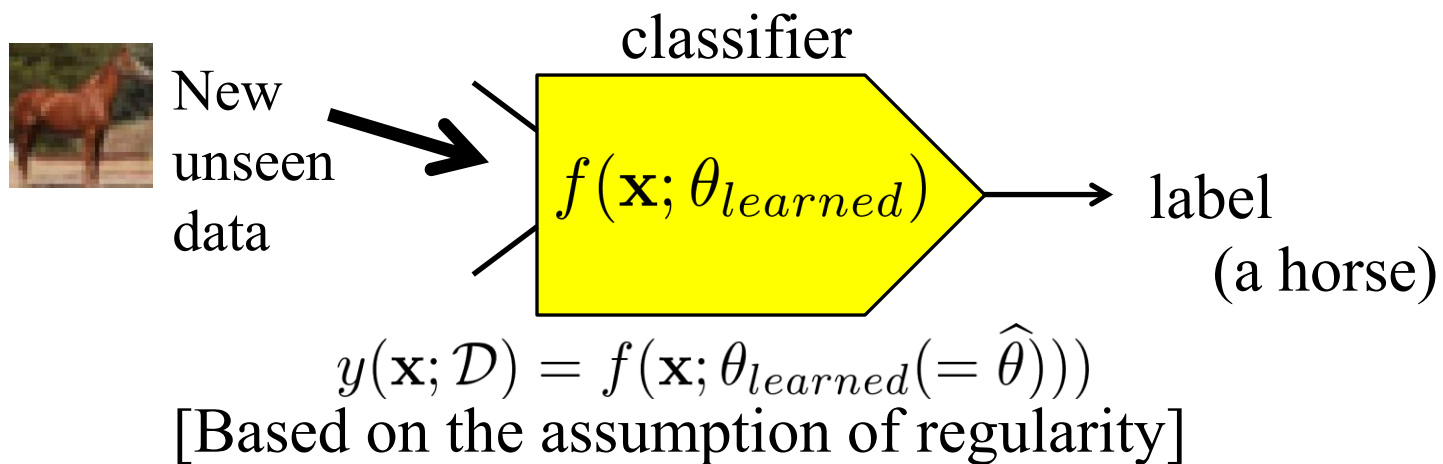 classifier
New
unseen
data
f(x; θ_learned)
label
(a horse)
y(x; 𝒟) = f(x; θ_learned(= θ̂)))
[Based on the assumption of regularity]